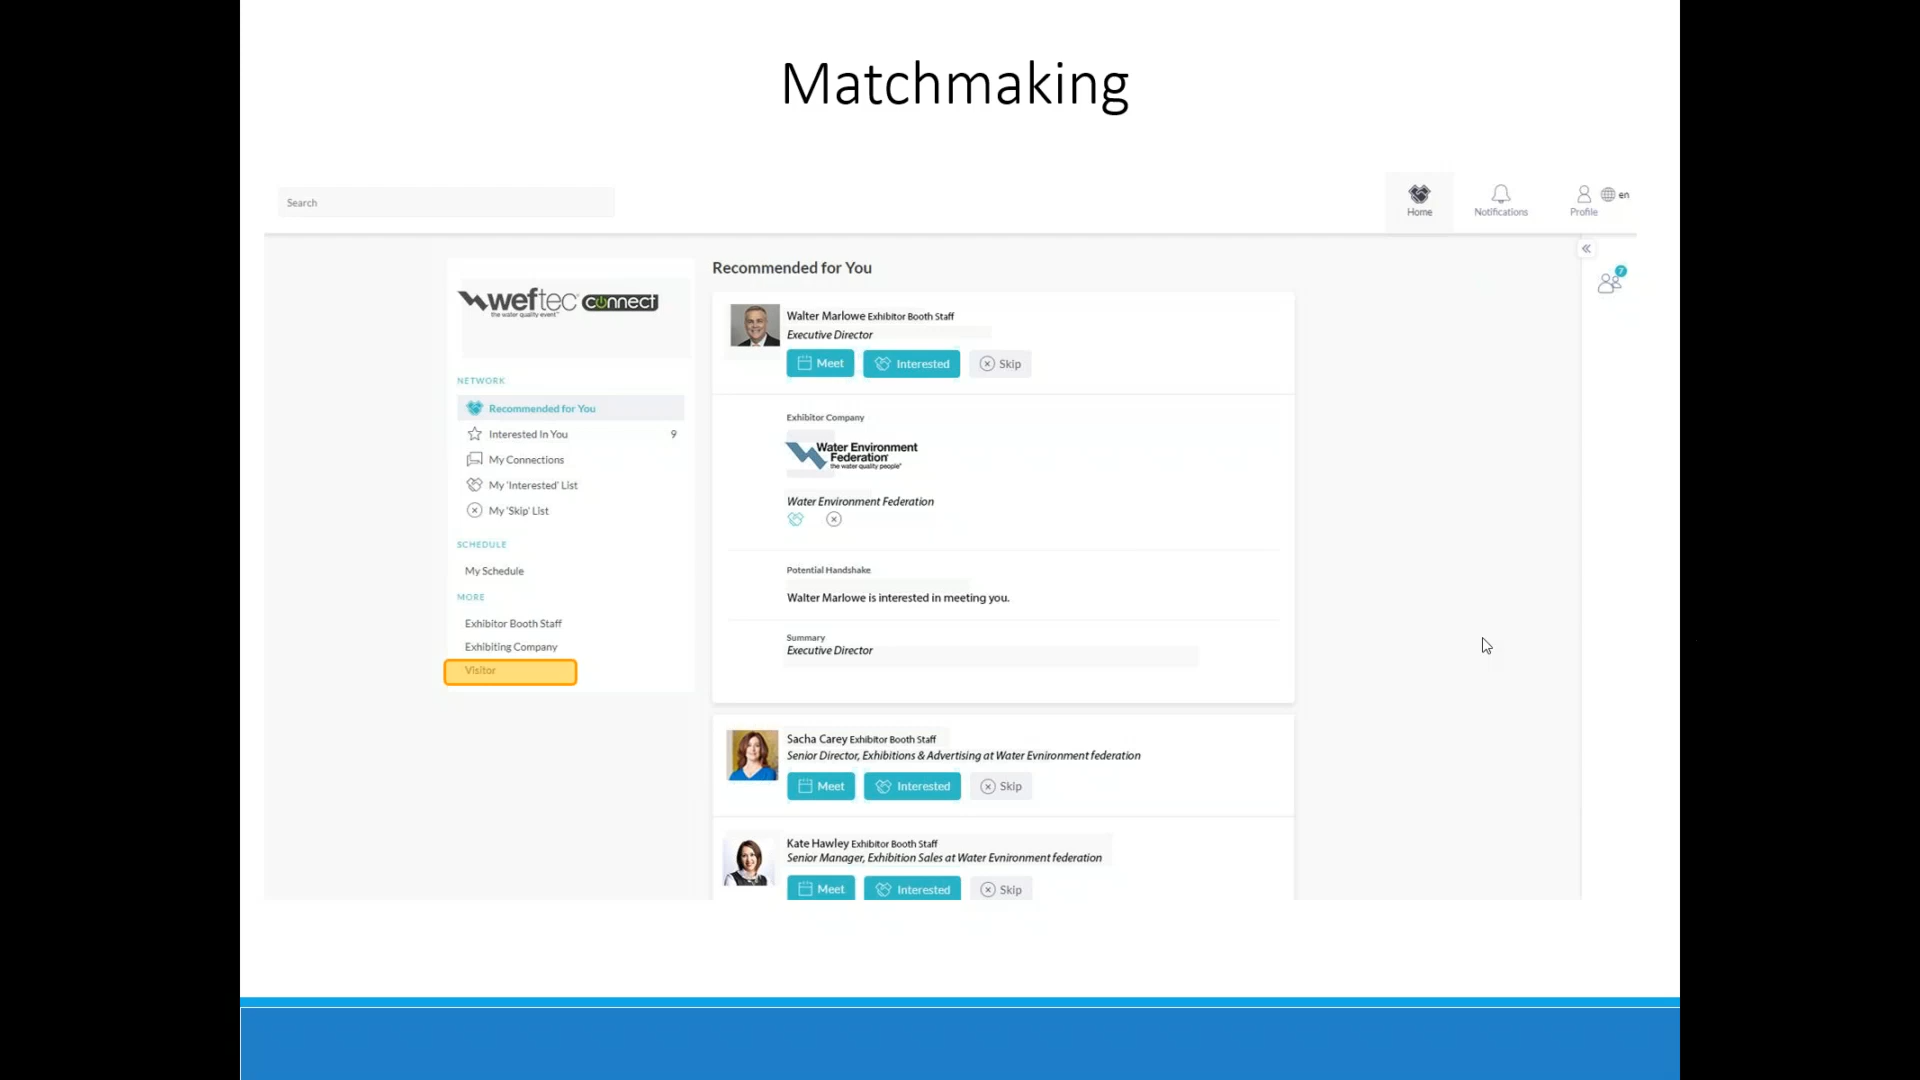 Matchmaking
Search
Home
Notifications
Profile
en
7
weftec connect
the water quality event™
NETWORK
Recommended for You
Interested In You 9
My Connections
My 'Interested' List
My 'Skip' List
SCHEDULE
My Schedule
MORE
Exhibitor Booth Staff
Exhibiting Company
Visitor
Recommended for You
Walter Marlowe Exhibitor Booth Staff
Executive Director
Meet Interested Skip
Exhibitor Company
Water Environment
Federation
the water quality people®
Water Environment Federation
Potential Handshake
Walter Marlowe is interested in meeting you.
Summary
Executive Director
Sacha Carey Exhibitor Booth Staff
Senior Director, Exhibitions & Advertising at Water Evnironment federation
Meet Interested Skip
Kate Hawley Exhibitor Booth Staff
Senior Manager, Exhibition Sales at Water Evnironment federation
Meet Interested Skip